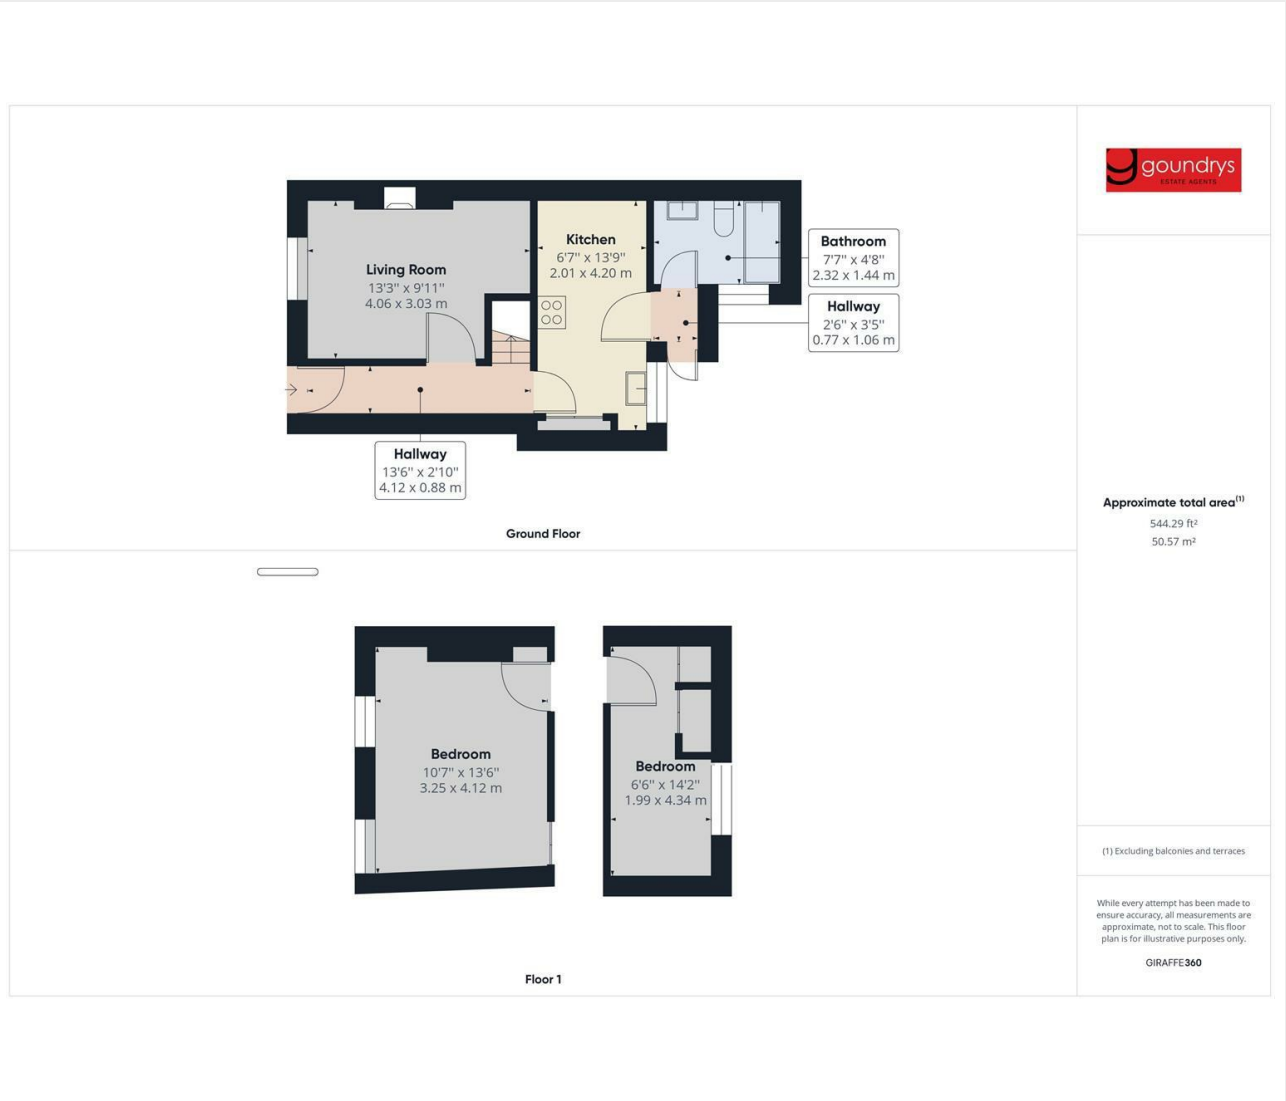 goundrys
ESTATE AGENTS
Living Room
13'3" x 9'11"
4.06 x 3.03 m
Kitchen
6'7" x 13'9"
2.01 x 4.20 m
Bathroom
7'7" x 4'8"
2.32 x 1.44 m
Hallway
2'6" x 3'5"
0.77 x 1.06 m
Hallway
13'6" x 2'10"
4.12 x 0.88 m
Ground Floor
Bedroom
10'7" x 13'6"
3.25 x 4.12 m
Bedroom
6'6" x 14'2"
1.99 x 4.34 m
Floor 1
Approximate total area(1)
544.29 ft²
50.57 m²
(1) Excluding balconies and terraces
While every attempt has been made to
ensure accuracy, all measurements are
approximate, not to scale. This floor
plan is for illustrative purposes only.
GIRAFFE360